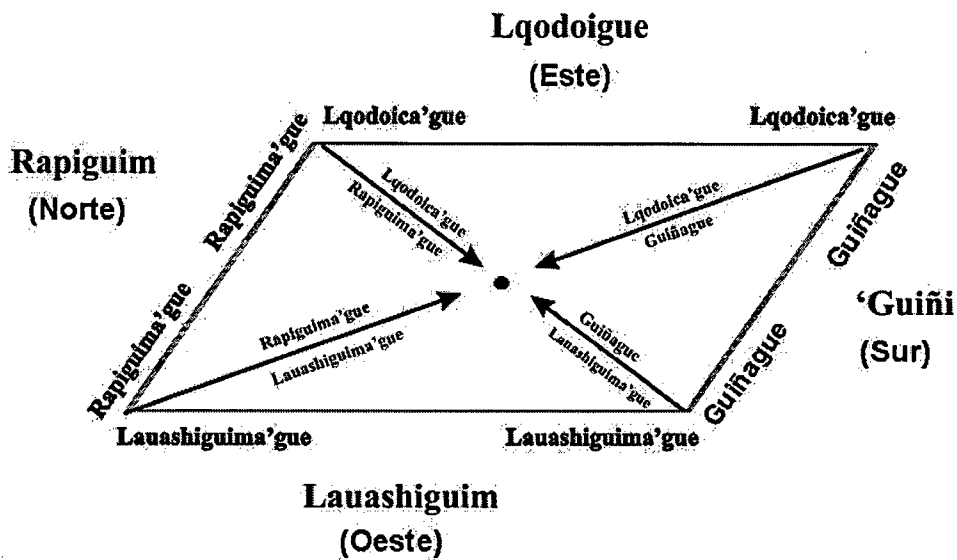 Lqodoigue
(Este)
Lqodoica'gue
Lqodoica'gue
Rapiguim
(Norte)
Rapiguima'gue
Lqodoica'gue
Rapiguima'gue
Lqodoica'gue
Guiñague
Guiñague
'Guiñi
(Sur)
Rapiguima'gue
Rapiguima'gue
Lauashiguima'gue
Guiñague
Lauashiguima'gue
Guiñague
Lauashiguima'gue
Lauashiguima'gue
Lauashiguim
(Oeste)